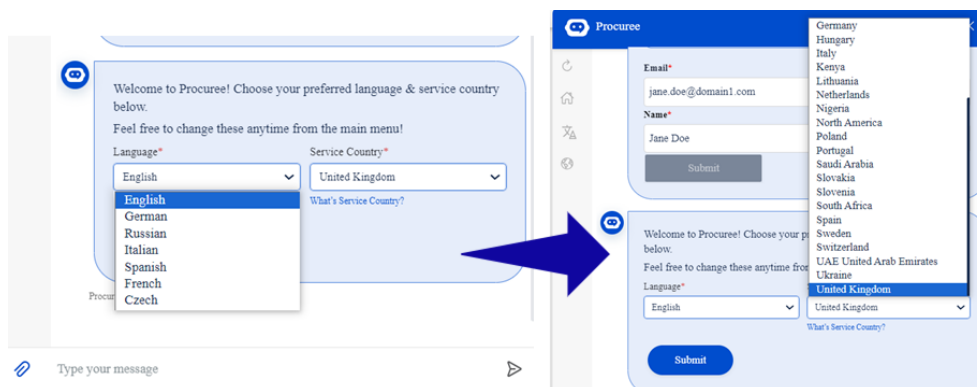 Welcome to Procuree! Choose your preferred language & service country
below.
Feel free to change these anytime from the main menu!
Language*
Service Country*
English
United Kingdom
What's Service Country?
English
German
Russian
Italian
Spanish
French
Czech
Type your message
Procuree
Email*
jane.doe@domain1.com
Name*
Jane Doe
Submit
Welcome to Procuree! Choose your
below.
Feel free to change these anytime
Language*
English
United Kingdom
What's Service Country?
Submit
Germany
Hungary
Italy
Kenya
Lithuania
Netherlands
Nigeria
North America
Poland
Portugal
Saudi Arabia
Slovakia
Slovenia
South Africa
Spain
Sweden
Switzerland
UAE United Arab Emirates
Ukraine
United Kingdom